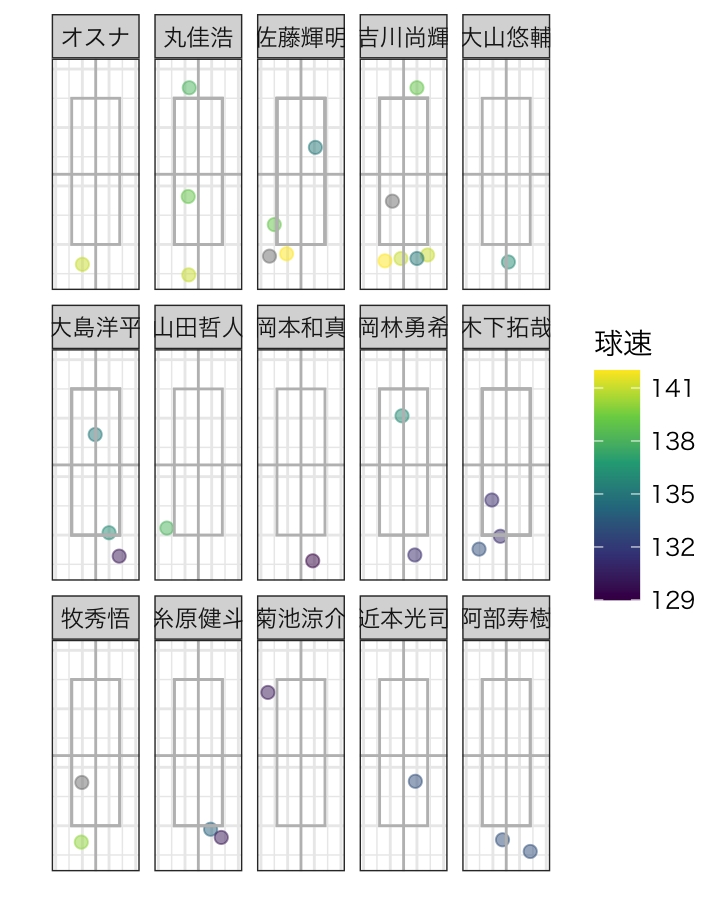 オスナ
丸佳浩
佐藤輝明
吉川尚輝
大山悠輔
大島洋平
山田哲人
岡本和真
岡林勇希
木下拓哉
牧秀悟
糸原健斗
菊池涼介
近本光司
阿部寿樹
球速
141
138
135
132
129